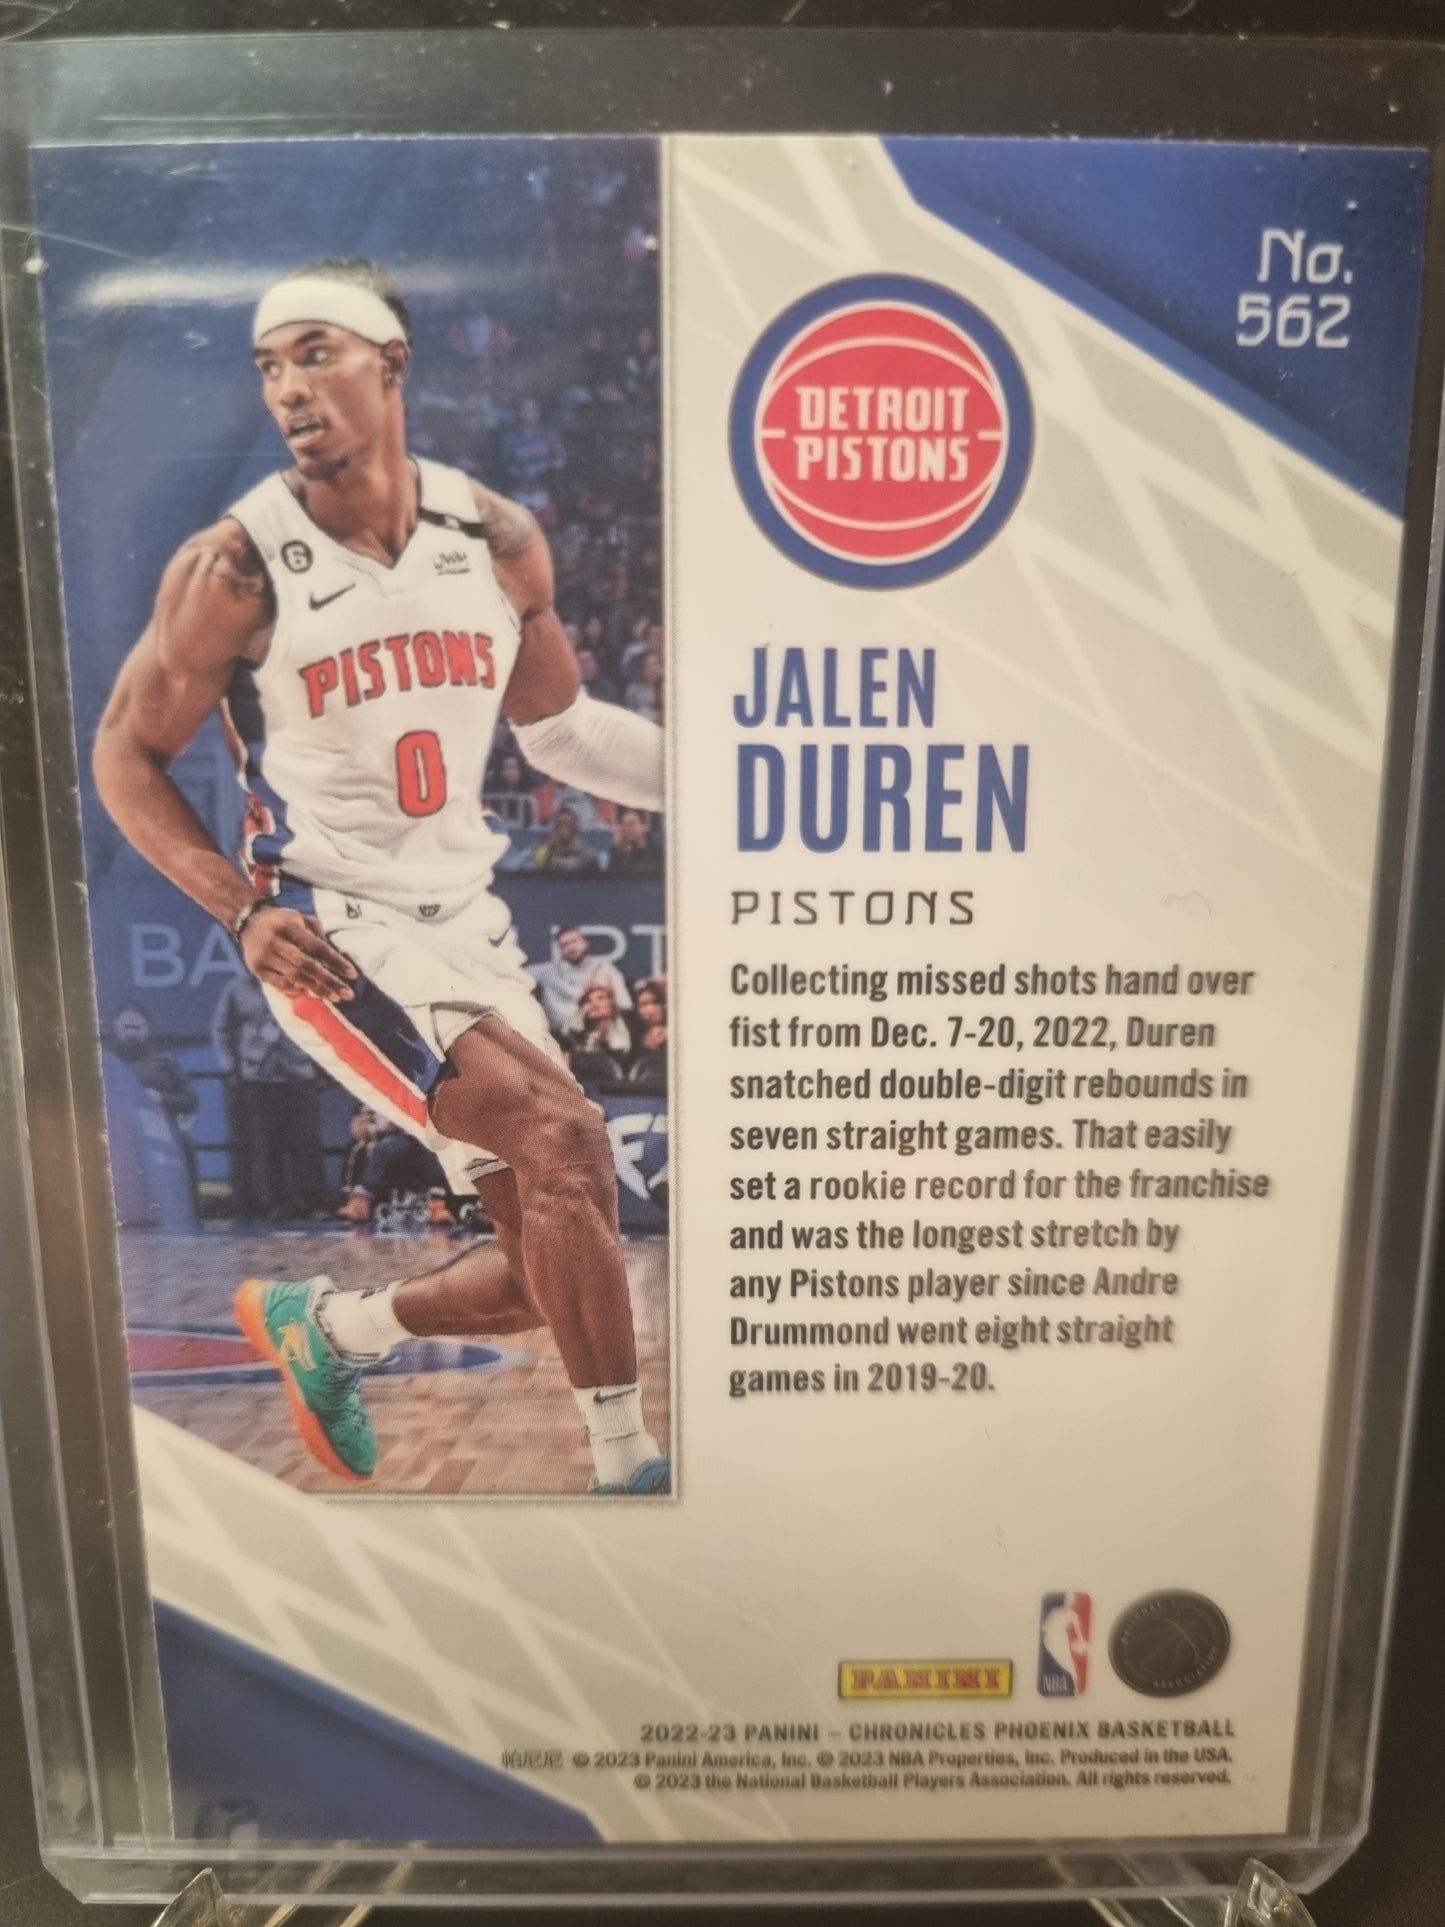 No.
562
DETROIT
PISTONS
6
PISTONS
0
BA
JALEN
DUREN
PISTONS
Collecting missed shots hand over
fist from Dec. 7-20, 2022, Duren
snatched double-digit rebounds in
seven straight games. That easily
set a rookie record for the franchise
and was the longest stretch by
any Pistons player since Andre
Drummond went eight straight
games in 2019-20.
PANINI
NBA
2022-23 PANINI – CHRONICLES PHOENIX BASKETBALL
帕尼尼 © 2023 Panini America, Inc. © 2023 NBA Properties, Inc. Produced in the USA.
© 2023 the National Basketball Players Association. All rights reserved.